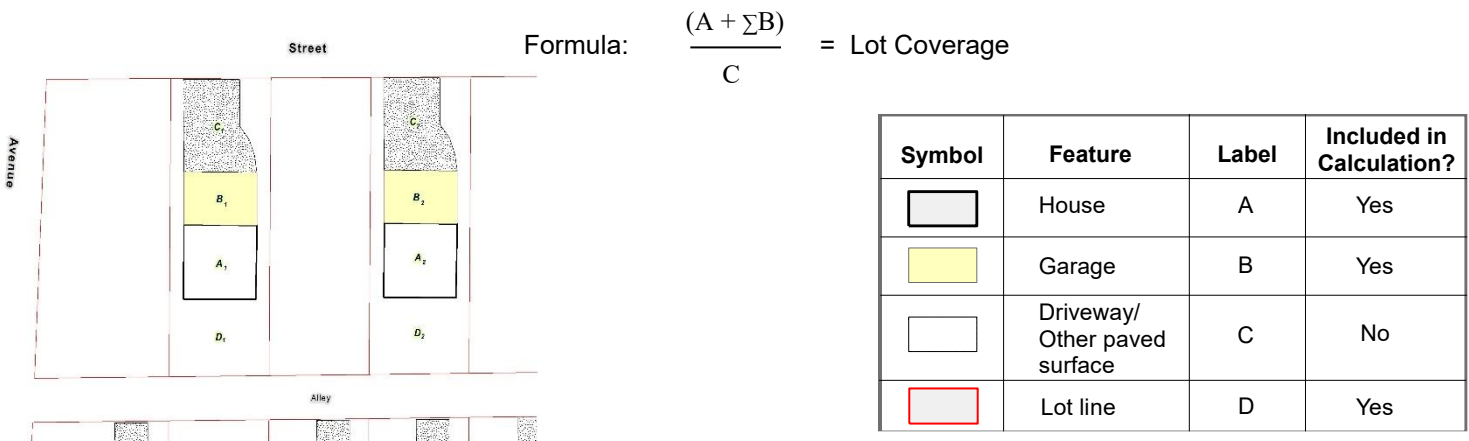 Street
Formula: (A + ∑B)
C
= Lot Coverage
Avenue
C₁ C₂
B₁ B₂
A₁ A₂
D₁ D₂
Alley
Symbol Feature Label Included in Calculation?
House A Yes
Garage B Yes
Driveway/
Other paved
surface
C No
Lot line D Yes